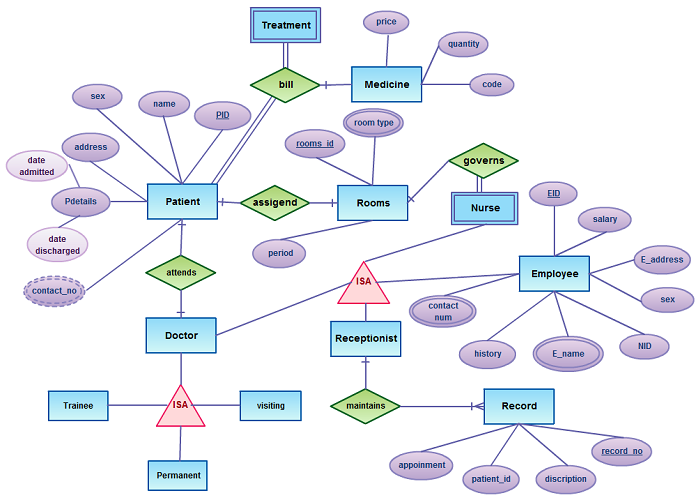 Treatment
price
quantity
Medicine
bill
code
sex
name
PID
room type
rooms_id
address
governs
date
admitted
Pdetails
Patient
assigend
Rooms
Nurse
EID
salary
date
discharged
period
E_address
attends
ISA
Employee
contact_no
sex
contact
num
Doctor
Receptionist
history
E_name
NID
Trainee
ISA
visiting
maintains
Record
record_no
appoinment
patient_id
discription
Permanent